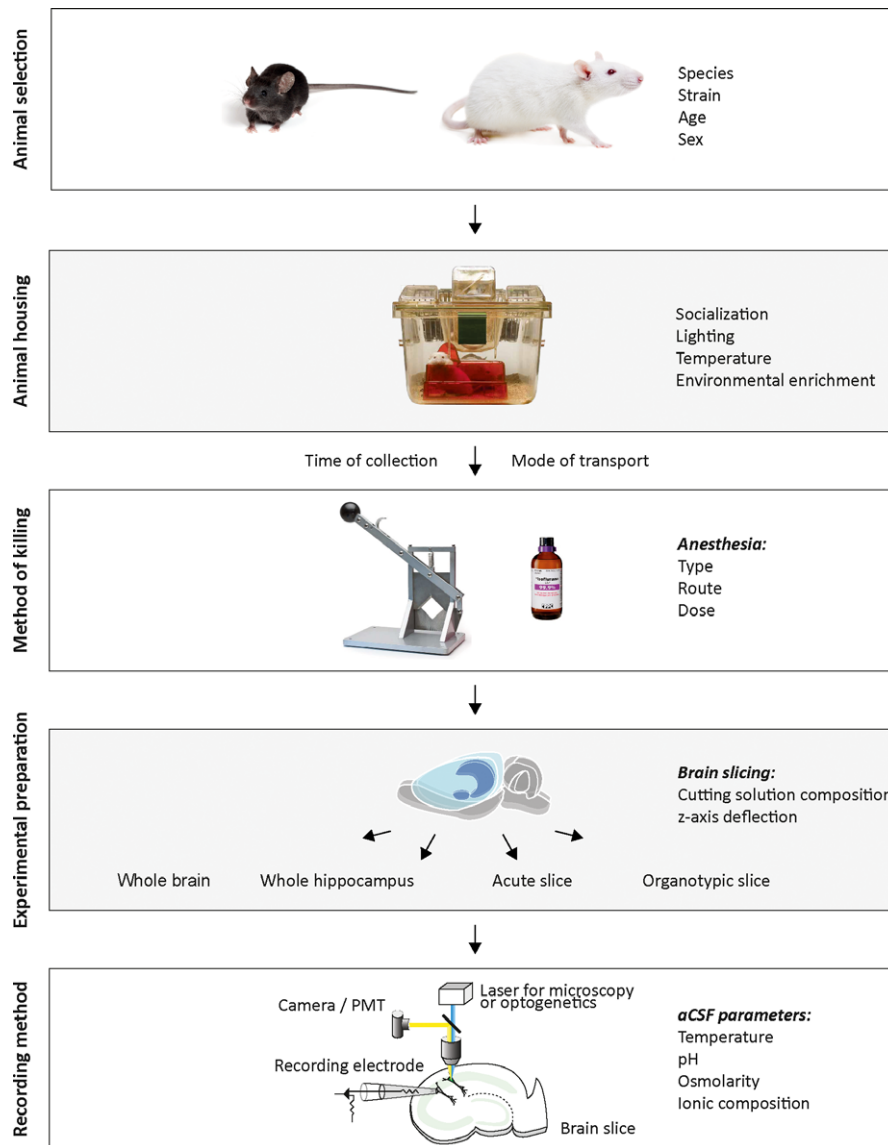 Animal selection
Species
Strain
Age
Sex
Animal housing
Socialization
Lighting
Temperature
Environmental enrichment
Time of collection
Mode of transport
Method of killing
99.9%
Anesthesia:
Type
Route
Dose
Experimental preparation
Brain slicing:
Cutting solution composition
z-axis deflection
Whole brain
Whole hippocampus
Acute slice
Organotypic slice
Recording method
Laser for microscopy
or optogenetics
Camera / PMT
Recording electrode
Brain slice
aCSF parameters:
Temperature
pH
Osmolarity
Ionic composition